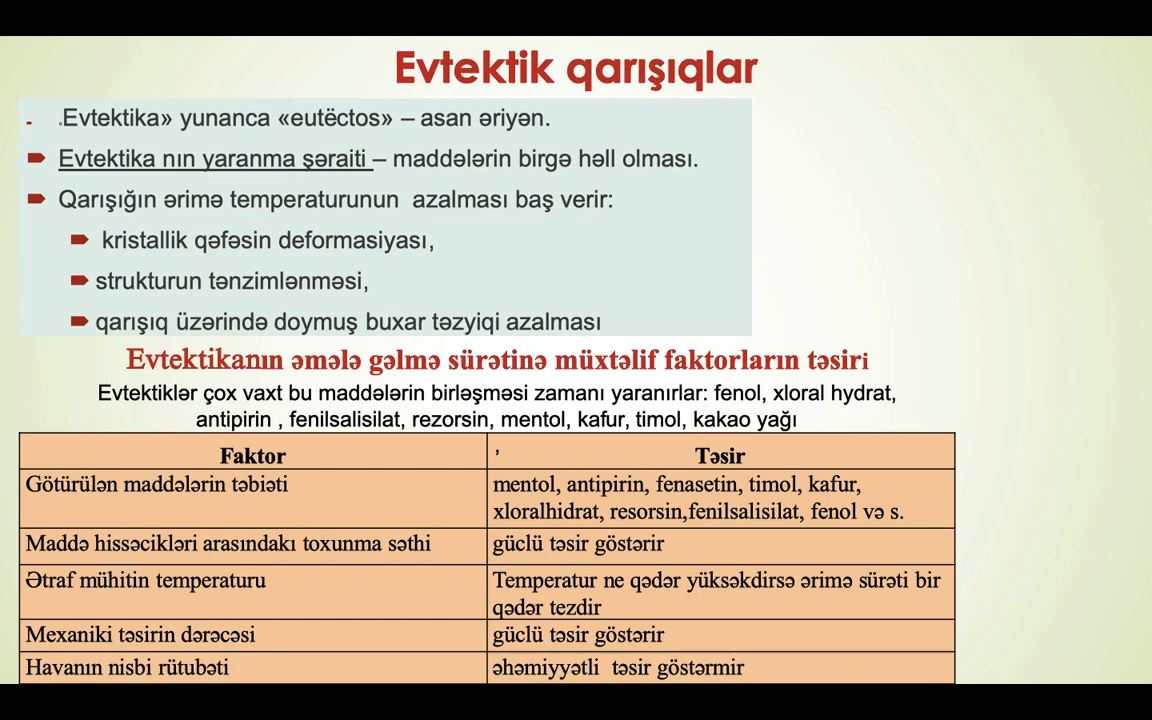 Evtektik qarışıqlar
- .Evtektika» yunanca «eutëctos» – asan əriyən.
Evtektika nın yaranma şəraiti – maddələrin birgə həll olması.
Qarışığın ərimə temperaturunun azalması baş verir:
kristallik qəfəsin deformasiyası,
strukturun tənzimlənməsi,
qarışıq üzərində doymuş buxar təzyiqi azalması
Evtektikanın əmələ gəlmə sürətinə müxtəlif faktorların təsiri
Evtektiklər çox vaxt bu maddələrin birləşməsi zamanı yaranırlar: fenol, xloral hydrat,
antipirin , fenilsalisilat, rezorsin, mentol, kafur, timol, kakao yağı
Faktor , Təsir
Götürülən maddələrin təbiəti mentol, antipirin, fenasetin, timol, kafur,
xloralhidrat, resorsin,fenilsalisilat, fenol və s.
Maddə hissəcikləri arasındakı toxunma səthi güclü təsir göstərir
Ətraf mühitin temperaturu Temperatur ne qədər yüksəkdirsə ərimə sürəti bir
qədər tezdir
Mexaniki təsirin dərəcəsi güclü təsir göstərir
Havanın nisbi rütubəti əhəmiyyətli təsir göstərmir